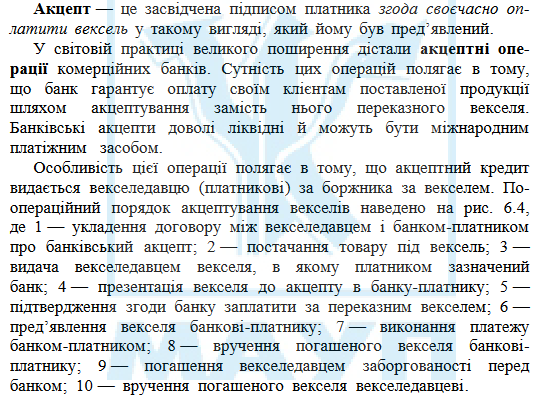 Акцепт — це засвідчена підписом платника згода своєчасно оп-
латити вексель у такому вигляді, який йому був пред’явлений.
У світовій практиці великого поширення дістали акцептні опе-
рації комерційних банків. Сутність цих операцій полягає в тому,
що банк гарантує оплату своїм клієнтам поставленої продукції
шляхом акцептування замість нього переказного векселя.
Банківські акцепти доволі ліквідні й можуть бути міжнародним
платіжним засобом.
Особливість цієї операції полягає в тому, що акцептний кредит
видається векселедавцю (платникові) за боржника за векселем. По-
операційний порядок акцептування векселів наведено на рис. 6.4,
де 1 — укладення договору між векселедавцем і банком-платником
про банківський акцепт; 2 — постачання товару під вексель; 3 —
видача векселедавцем векселя, в якому платником зазначений
банк; 4 — презентація векселя до акцепту в банку-платнику; 5 —
підтвердження згоди банку заплатити за переказним векселем; 6 —
пред’явлення векселя банкові-платнику; 7 — виконання платежу
банком-платником; 8 — вручення погашеного векселя банкові-
платнику; 9 — погашення векселедавцем заборгованості перед
банком; 10 — вручення погашеного векселя векселедавцеві.
МАУП